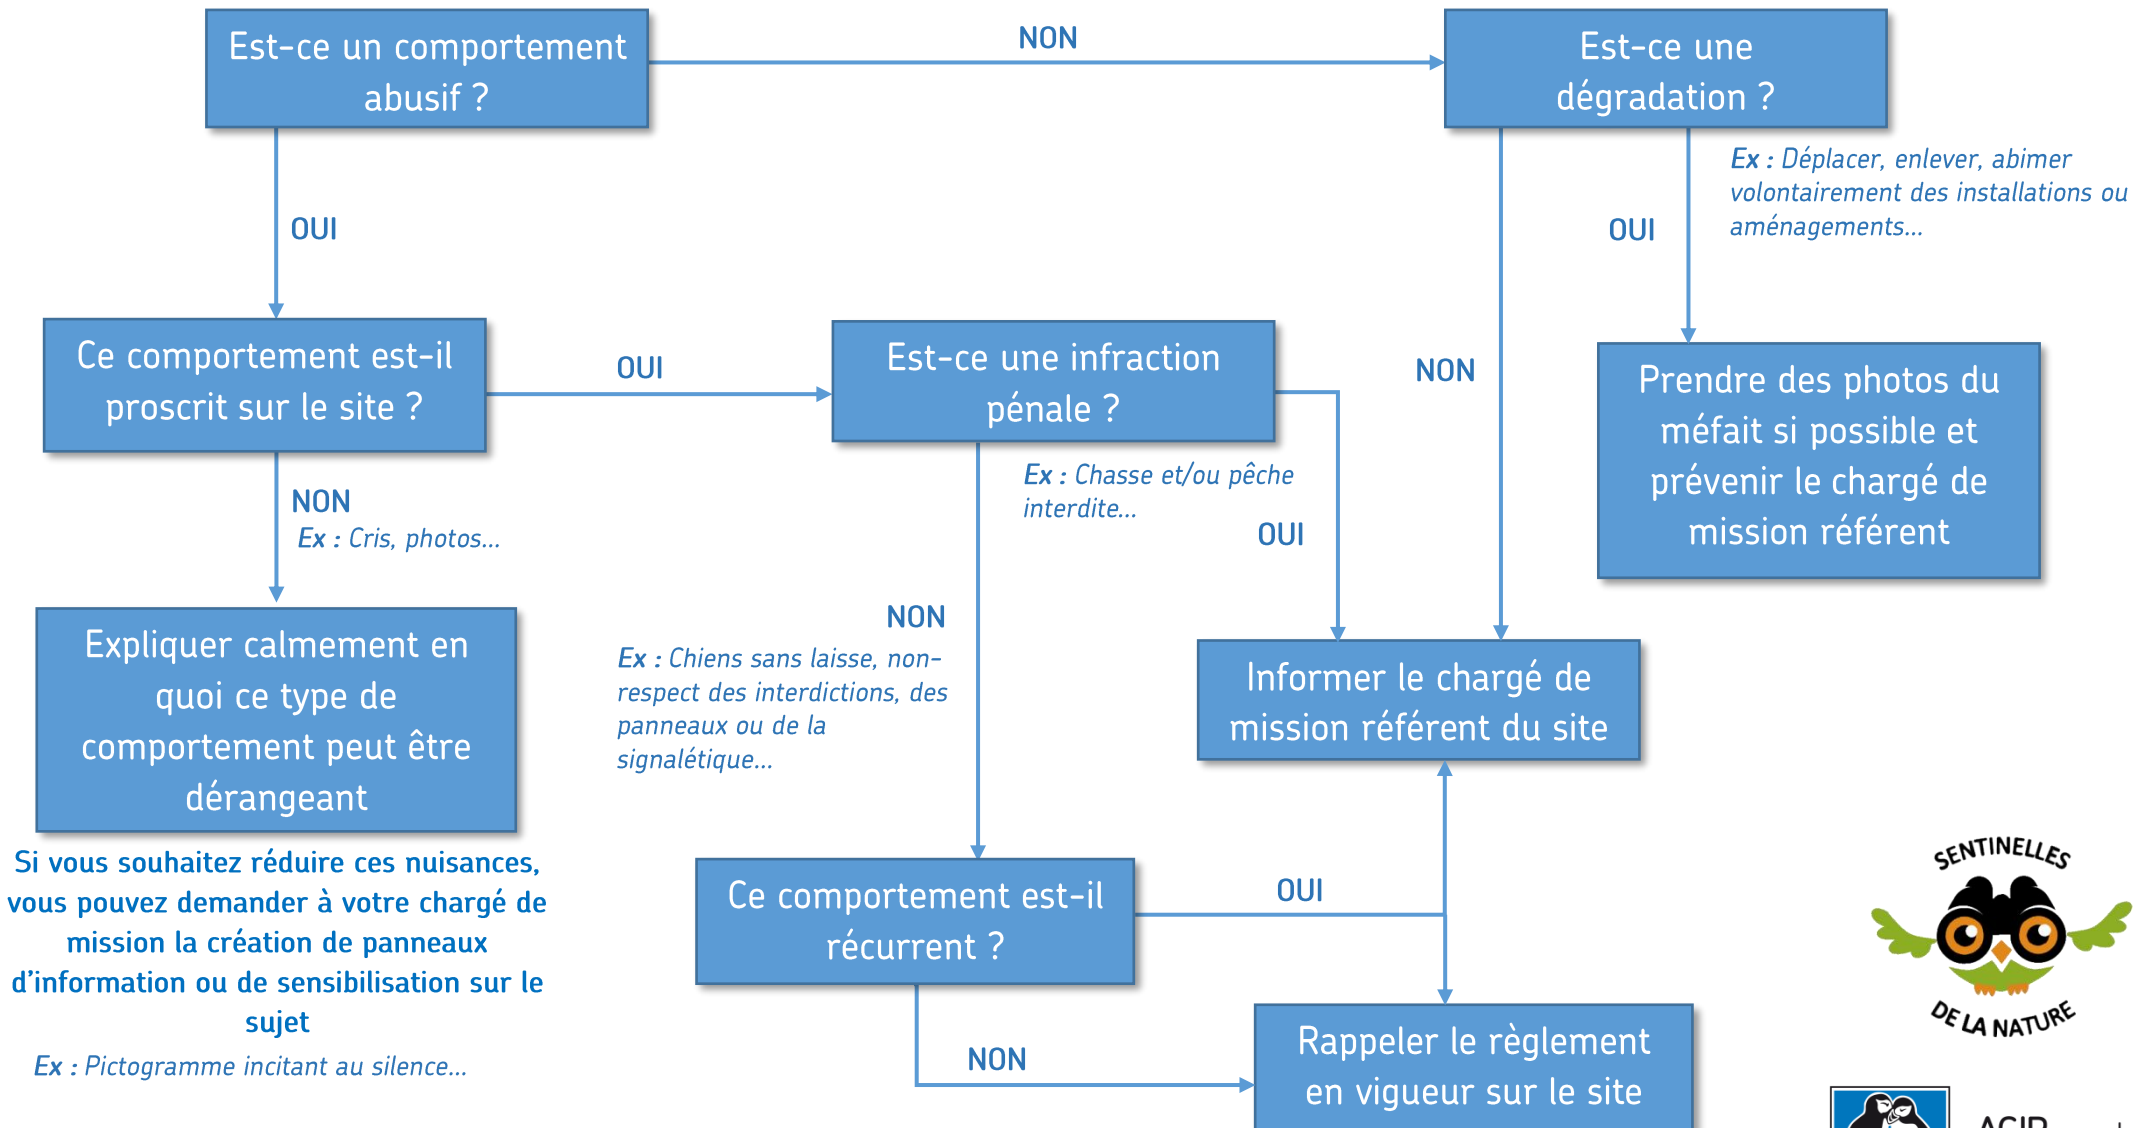 Est-ce un comportement
abusif ?
NON
Est-ce une
dégradation ?
Ex : Déplacer, enlever, abimer
volontairement des installations ou
aménagements...
OUI
OUI
Ce comportement est-il
proscrit sur le site ?
OUI
Est-ce une infraction
pénale ?
NON
Prendre des photos du
méfait si possible et
prévenir le chargé de
mission référent
Ex : Chasse et/ou pêche
interdite...
OUI
NON
Ex : Cris, photos...
Expliquer calmement en
quoi ce type de
comportement peut être
dérangeant
NON
Ex : Chiens sans laisse, non-
respect des interdictions, des
panneaux ou de la
signalétique...
Informer le chargé de
mission référent du site
Si vous souhaitez réduire ces nuisances,
vous pouvez demander à votre chargé de
mission la création de panneaux
d'information ou de sensibilisation sur le
sujet
Ex : Pictogramme incitant au silence...
Ce comportement est-il
récurrent ?
OUI
NON
Rappeler le règlement
en vigueur sur le site
SENTINELLES
DE LA NATURE